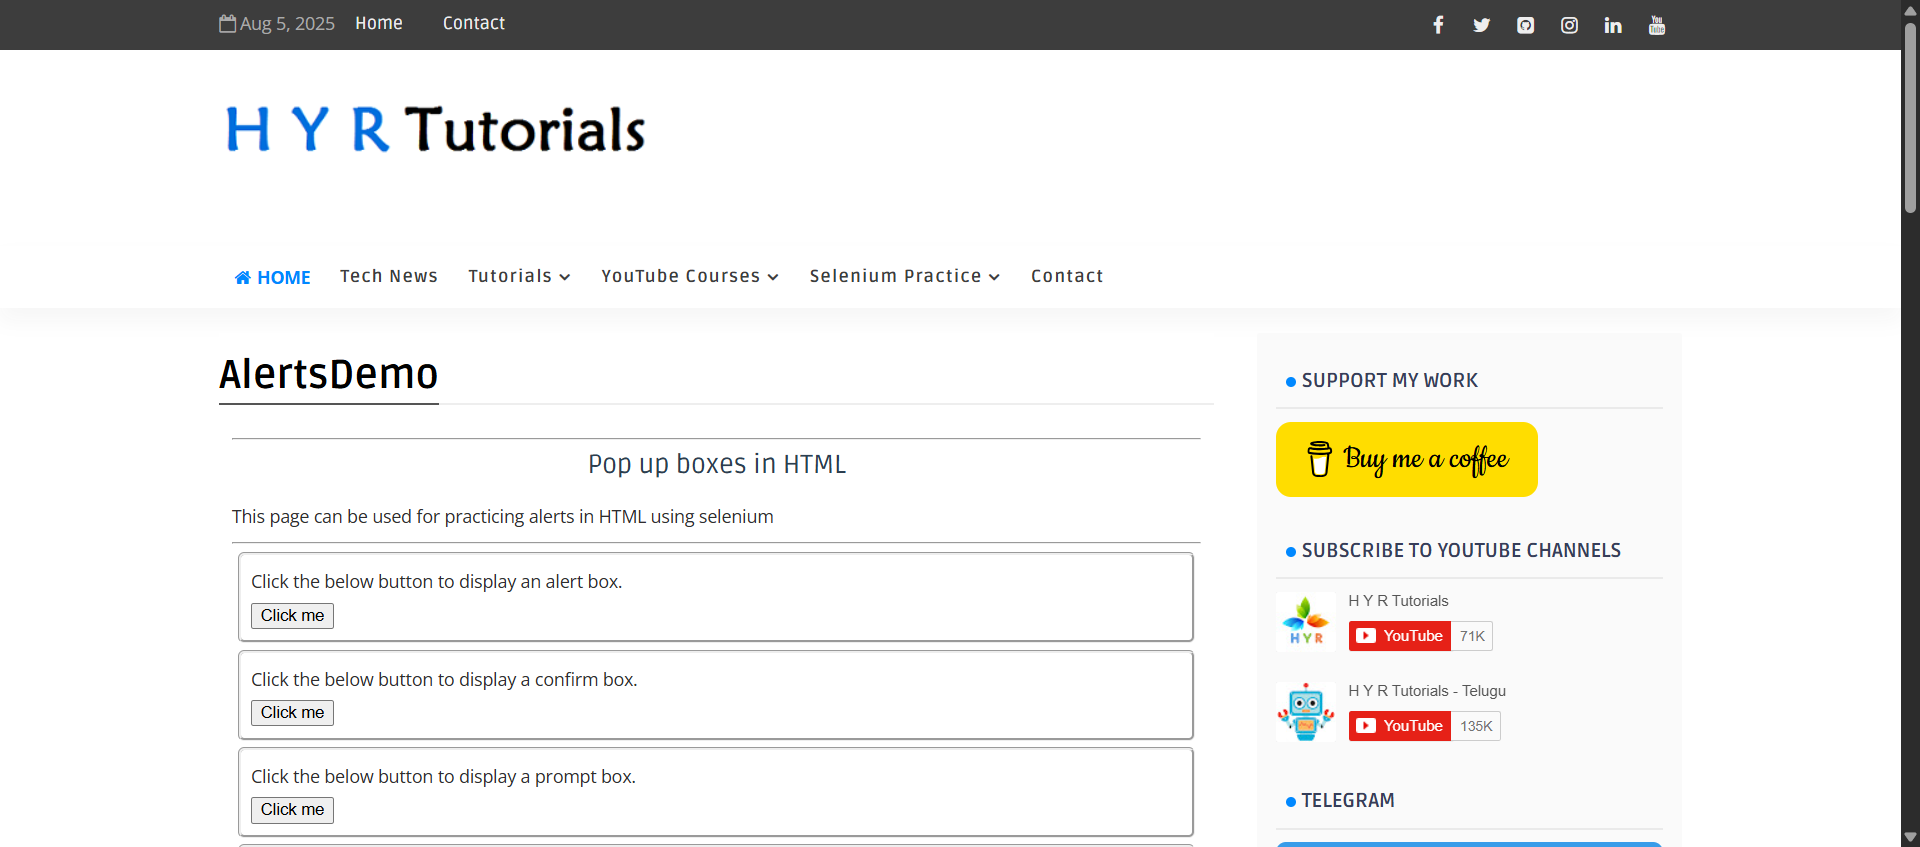 Aug 5, 2025 Home Contact
You Tube
H Y R Tutorials
HOME Tech News Tutorials YouTube Courses Selenium Practice Contact
AlertsDemo
Pop up boxes in HTML
This page can be used for practicing alerts in HTML using selenium
Click the below button to display an alert box.
Click me
Click the below button to display a confirm box.
Click me
Click the below button to display a prompt box.
Click me
SUPPORT MY WORK
Buy me a coffee
SUBSCRIBE TO YOUTUBE CHANNELS
H Y R Tutorials
HYR
YouTube 71K
H Y R Tutorials - Telugu
YouTube 135K
TELEGRAM